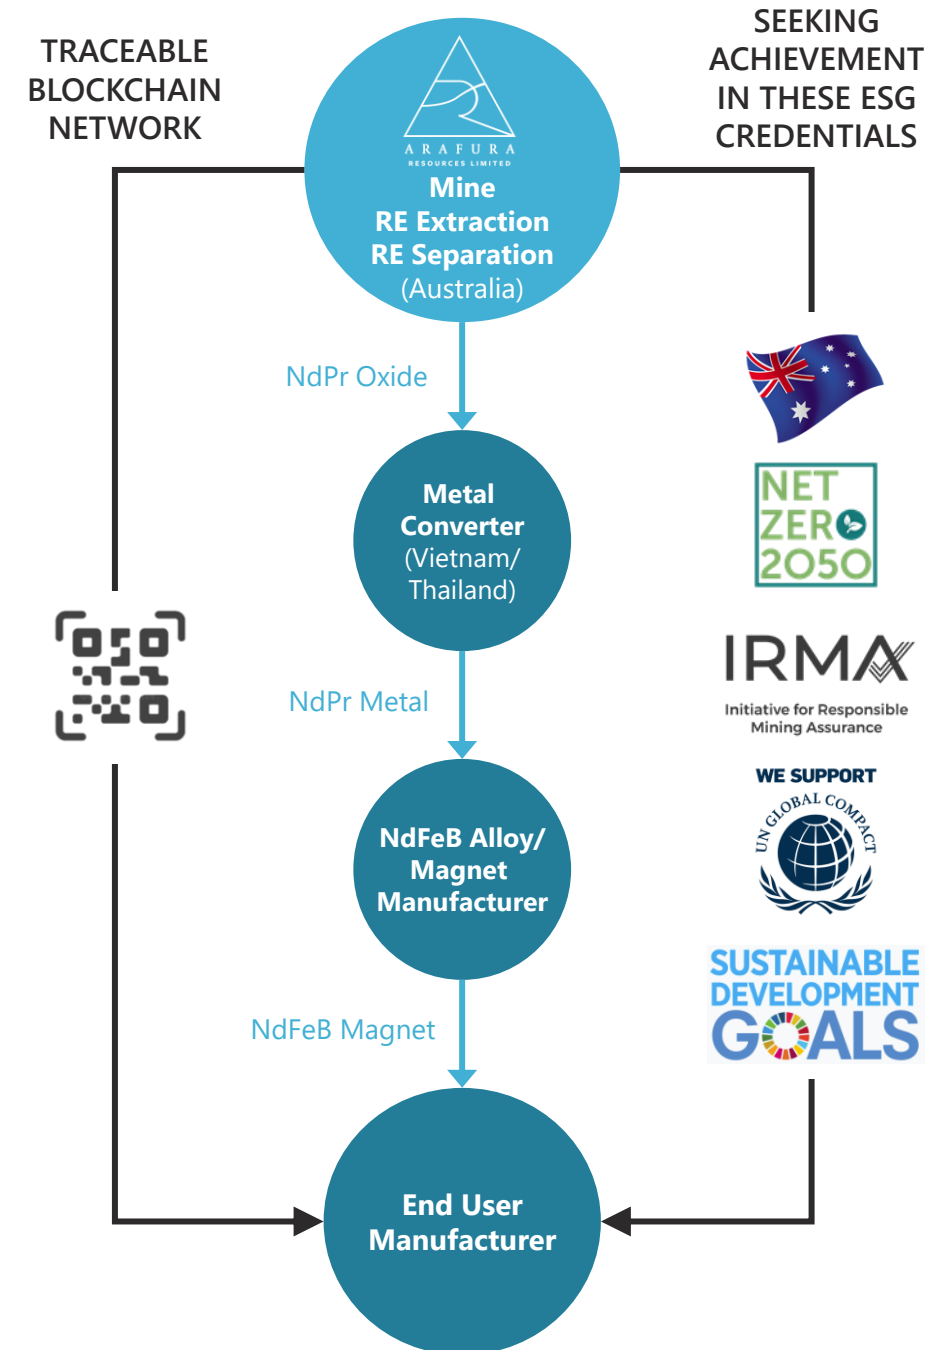 TRACEABLE
BLOCKCHAIN
NETWORK
SEEKING
ACHIEVEMENT
IN THESE ESG
CREDENTIALS
ARAFURA
RESOURCES LIMITED
Mine
RE Extraction
RE Separation
(Australia)
NdPr Oxide
Metal
Converter
(Vietnam/
Thailand)
NdPr Metal
NdFeB Alloy/
Magnet
Manufacturer
NdFeB Magnet
End User
Manufacturer
NET
ZERO
2050
IRMA
Initiative for Responsible
Mining Assurance
WE SUPPORT
UN GLOBAL COMPACT
SUSTAINABLE
DEVELOPMENT
GOALS